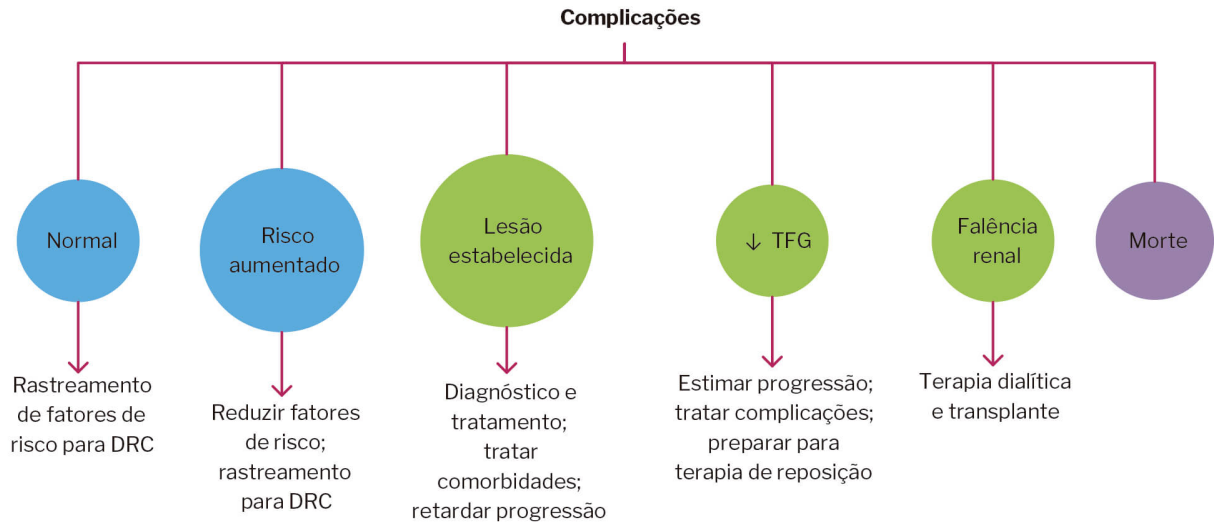 Complicações
Normal
Risco
aumentado
Lesão
estabelecida
↓ TFG
Falência
renal
Morte
Rastreamento
de fatores de
risco para DRC
Reduzir fatores
de risco;
rastreamento
para DRC
Diagnóstico e
tratamento;
tratar
comorbidades;
retardar progressão
Estimar progressão;
tratar complicações;
preparar para
terapia de reposição
Terapia dialítica
e transplante